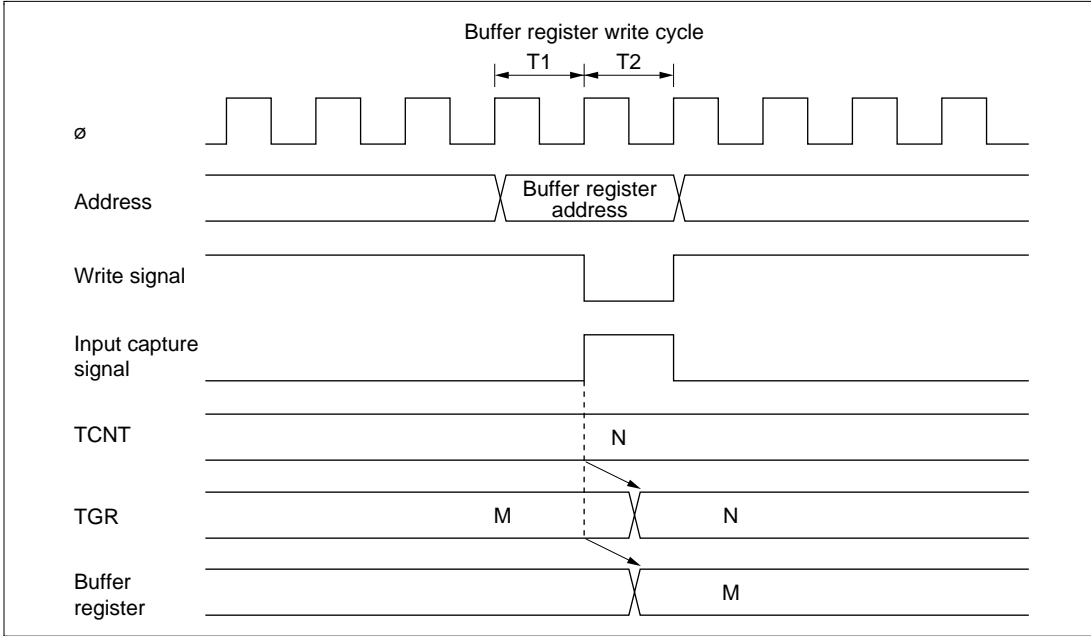 Buffer register write cycle
T1 T2
ø
Address
Buffer register
address
Write signal
Input capture
signal
TCNT
N
TGR
M N
Buffer
register
M